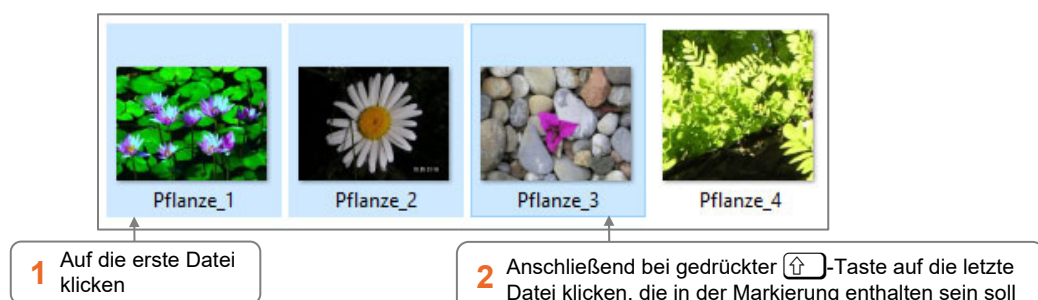 Pflanze_1
Pflanze_2
Pflanze_3
Pflanze_4
1 Auf die erste Datei
klicken
2 Anschließend bei gedrückter ⇧-Taste auf die letzte
Datei klicken, die in der Markierung enthalten sein soll